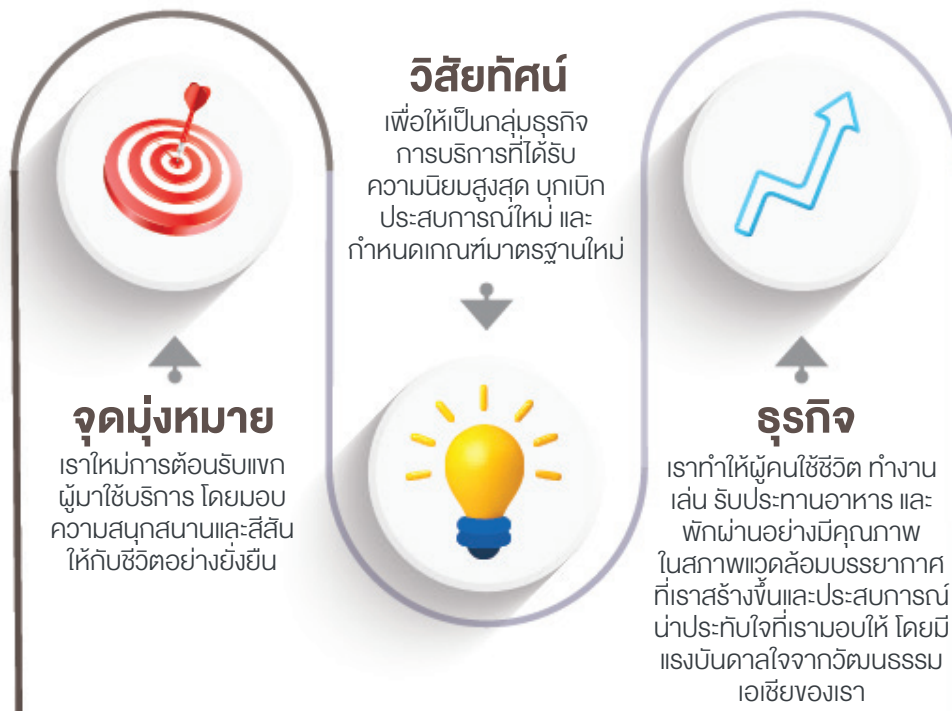 จุดมุ่งหมาย
เราใหม่การต้อนรับแขก
ผู้มาใช้บริการ โดยมอบ
ความสนุกสนานและสีสัน
ให้กับชีวิตอย่างยั่งยืน
วิสัยทัศน์
เพื่อให้เป็นกลุ่มธุรกิจ
การบริการที่ได้รับ
ความนิยมสูงสุด บุกเบิก
ประสบการณ์ใหม่ และ
กำหนดเกณฑ์มาตรฐานใหม่
ธุรกิจ
เราทำให้ผู้คนใช้ชีวิต ทำงาน
เล่น รับประทานอาหาร และ
พักผ่านอย่างมีคุณภาพ
ในสภาพแวดล้อมบรรยากาศ
ที่เราสร้างขึ้นและประสบการณ์
น่าประทับใจที่เรามอบให้ โดยมี
แรงบันดาลใจจากวัฒนธรรม
เอเชียของเรา